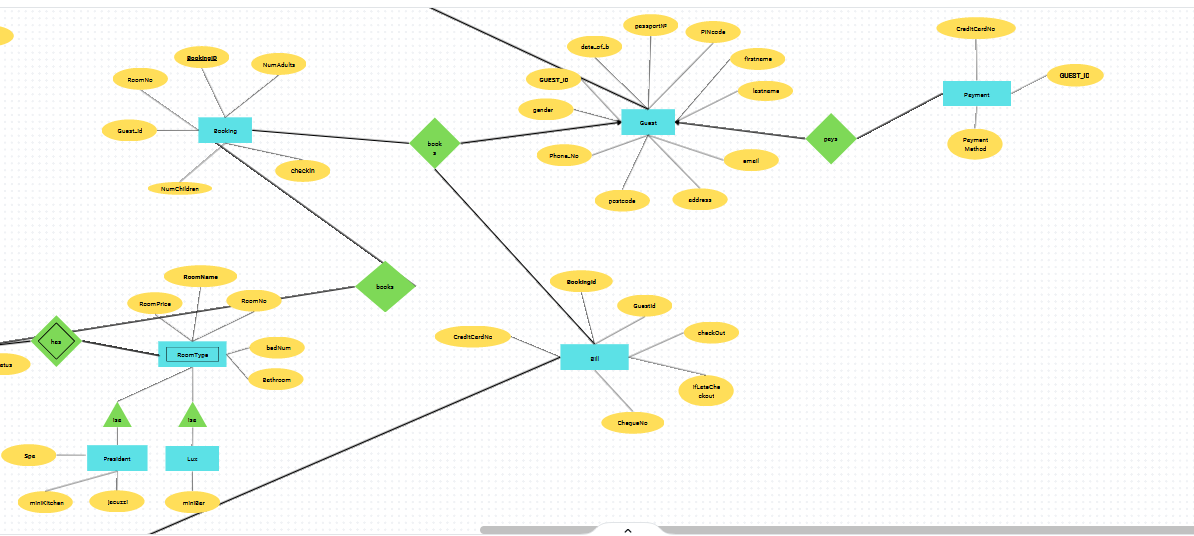 CreditCardNo
passportNº
PINcode
date_of_b
BookingID
firstname
NumAdults
RoomNo
GUEST_ID
GUEST_ID
lastname
Payment
gender
Guest
Guest_Id
Booking
pays
book
s
Payment
Method
Phone_No
email
checkIn
NumChildren
postcode
address
RoomName
BookingId
books
RoomPrice
RoomNo
GuestId
checkOut
CreditCardNo
has
RoomType
bedNum
Bill
atus
Bathroom
IfLateChe
ckout
isa
isa
ChequeNo
Spa
President
Lux
miniKitchen
jacuzzi
miniBar